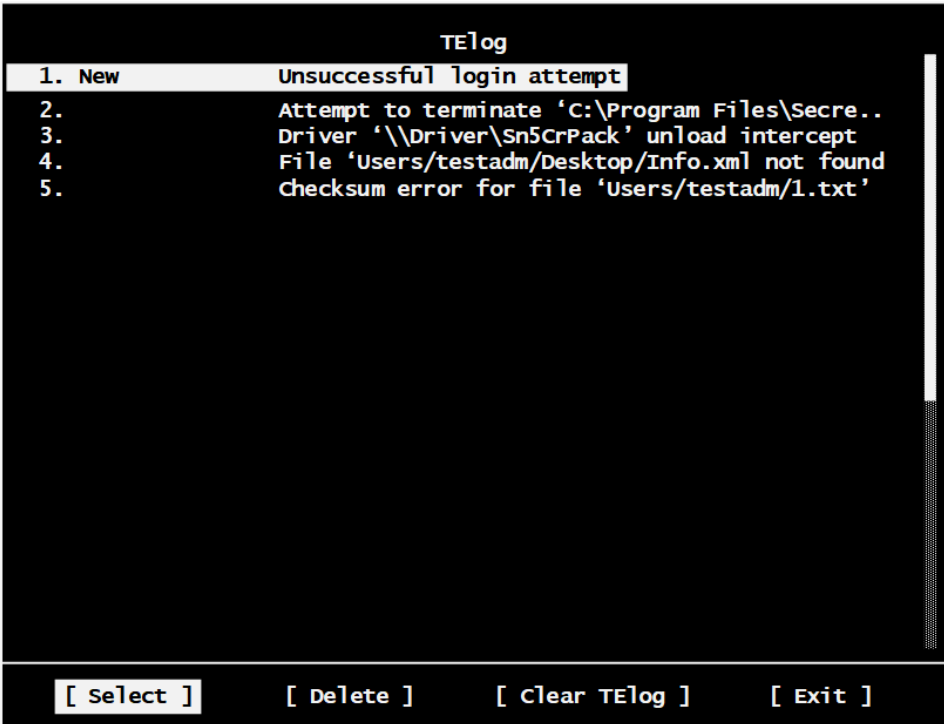 TElog
1. New Unsuccessful login attempt
2. Attempt to terminate ‘C:\Program Files\Secre..
3. Driver ‘\\Driver\Sn5CrPack’ unload intercept
4. File ‘Users/testadm/Desktop/Info.xml not found
5. Checksum error for file ‘Users/testadm/1.txt’
[ Select ] [ Delete ] [ Clear TElog ] [ Exit ]